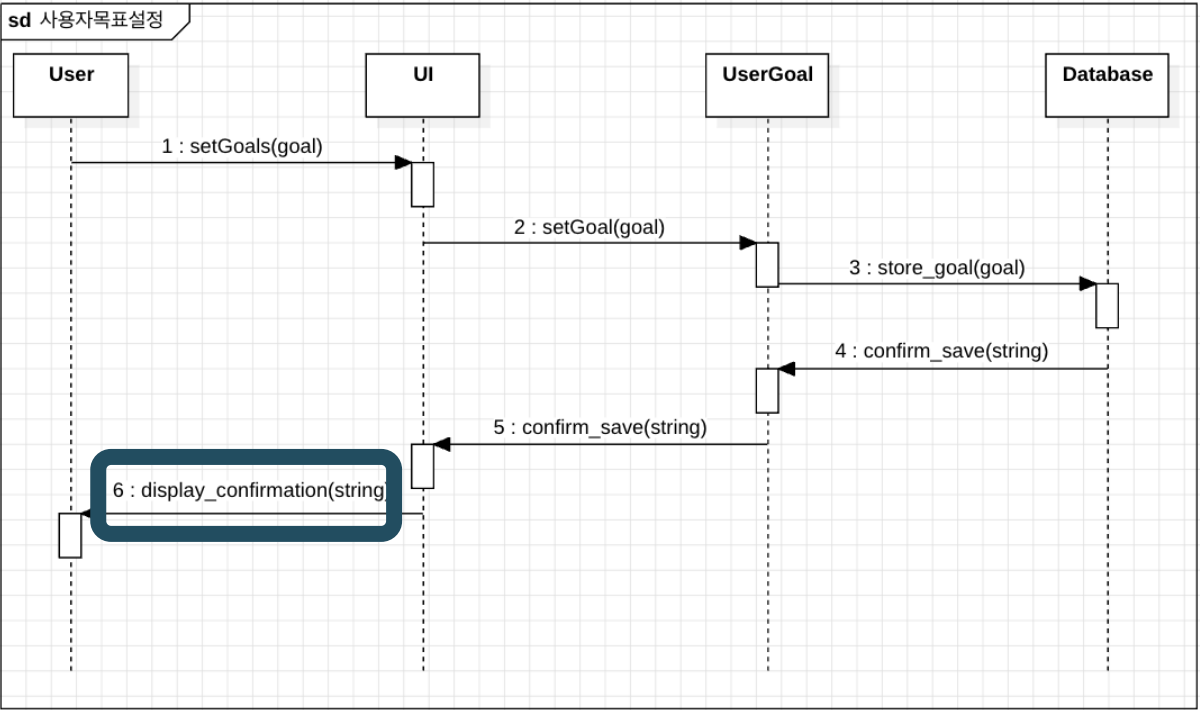 sd 사용자목표설정
User
UI
UserGoal
Database
1 : setGoals(goal)
2 : setGoal(goal)
3 : store_goal(goal)
4 : confirm_save(string)
5 : confirm_save(string)
6 : display_confirmation(string)